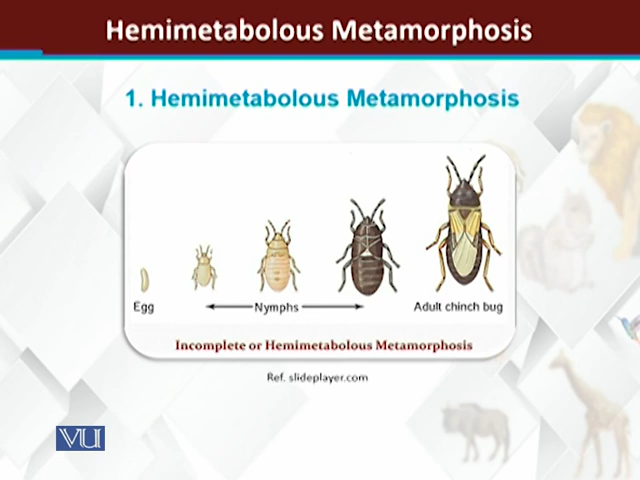 Hemimetabolous Metamorphosis
1. Hemimetabolous Metamorphosis
Egg
Nymphs
Adult chinch bug
Incomplete or Hemimetabolous Metamorphosis
Ref. slideplayer.com
VU